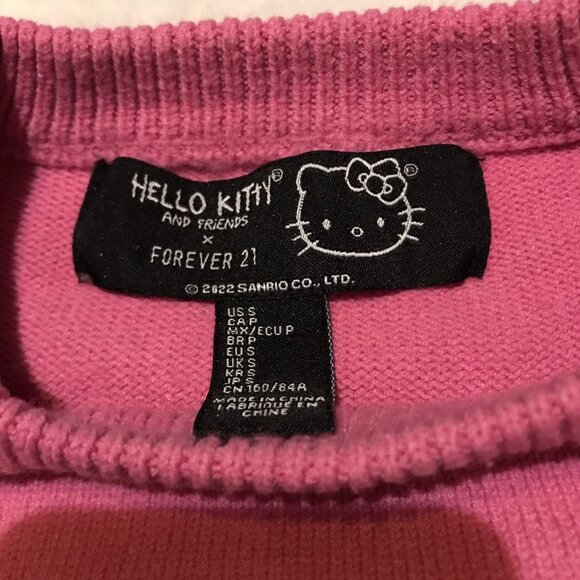 HELLO KITTY®
AND FRIENDS
x
FOREVER 21
®
© 2022 SANRIO CO., LTD.
US S
CA P
MX/ECU P
BR P
EU S
UK S
KR S
JP S
CN 160/84A
MADE IN CHINA
FABRIQUE EN
CHINE